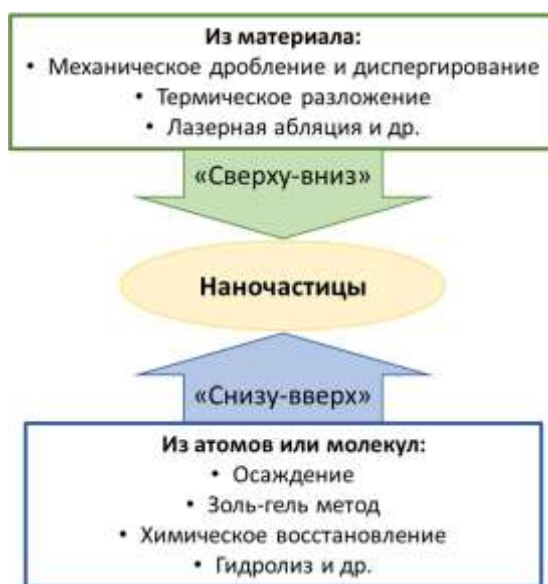 Из материала:
• Механическое дробление и диспергирование
• Термическое разложение
• Лазерная абляция и др.
«Сверху-вниз»
Наночастицы
«Снизу-вверх»
Из атомов или молекул:
• Осаждение
• Золь-гель метод
• Химическое восстановление
• Гидролиз и др.